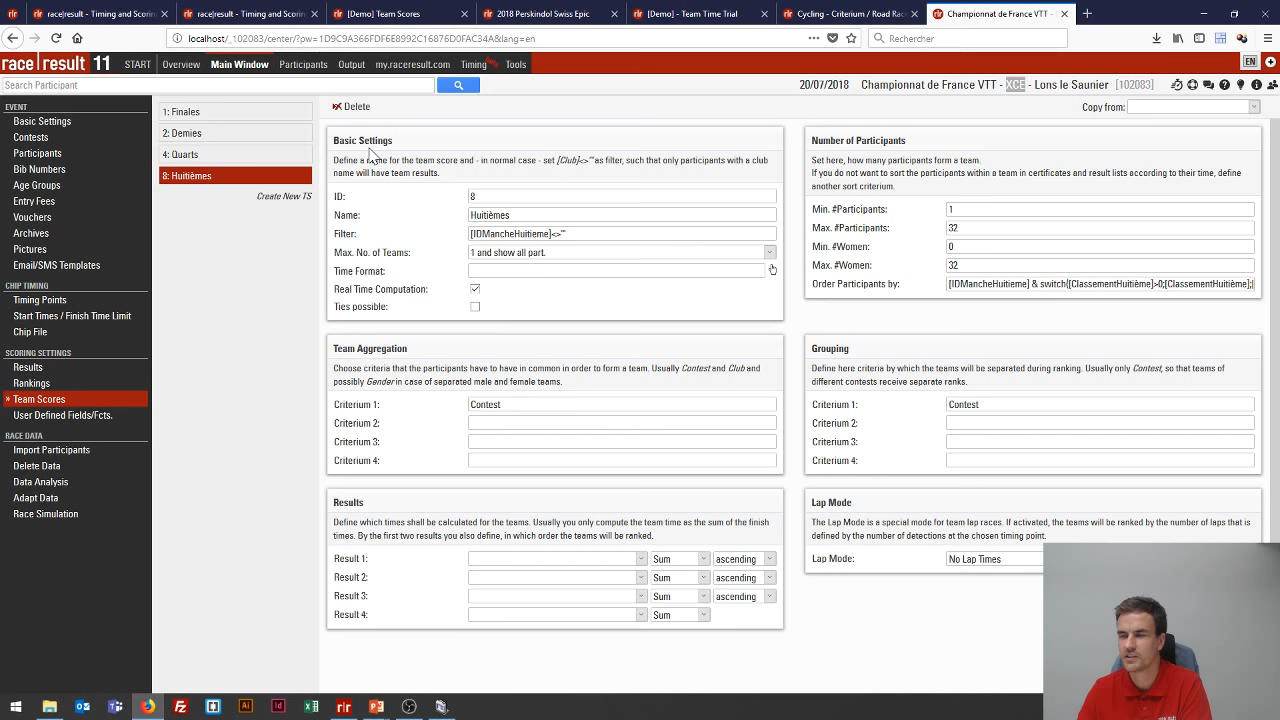 race|result - Timing and Scoring
race|result - Timing and Scoring
[Demo] Team Scores
2018 Perskindol Swiss Epic
[Demo] - Team Time Trial
Cycling - Criterium / Road Rac
Championnat de France VTT -
localhost/_102083/center/?pw=1D9C9A366FDF6E8992C16876D0FAC34A&lang=en
Rechercher
race|result 11
START
Overview
Main Window
Participants
Output
my.raceresult.com
Timing
Tools
EN
Search Participant
20/07/2018
Championnat de France VTT - XCE - Lons le Saunier [102083]
EVENT
Basic Settings
Contests
Participants
Bib Numbers
Age Groups
Entry Fees
Vouchers
Archives
Pictures
Email/SMS Templates
CHIP TIMING
Timing Points
Start Times / Finish Time Limit
Chip File
SCORING SETTINGS
Results
Rankings
» Team Scores
User Defined Fields/Fcts.
RACE DATA
Import Participants
Delete Data
Data Analysis
Adapt Data
Race Simulation
1: Finales
2: Demies
4: Quarts
8: Huitièmes
Create New TS
Delete
Copy from:
Basic Settings
Define a name for the team score and - in normal case - set [Club]<>"" as filter, such that only participants with a club
name will have team results.
ID: 8
Name: Huitièmes
Filter: [IDMancheHuitieme]<>""
Max. No. of Teams: 1 and show all part.
Time Format:
Real Time Computation:
Ties possible:
Number of Participants
Set here, how many participants form a team.
If you do not want to sort the participants within a team in certificates and result lists according to their time, define
another sort criterium.
Min. #Participants: 1
Max. #Participants: 32
Min. #Women: 0
Max. #Women: 32
Order Participants by: [IDMancheHuitieme] & switch([ClassementHuitième]>0;[ClassementHuitième];
Team Aggregation
Choose criteria that the participants have to have in common in order to form a team. Usually Contest and Club and
possibly Gender in case of separated male and female teams.
Criterium 1: Contest
Criterium 2:
Criterium 3:
Criterium 4:
Grouping
Define here criteria by which the teams will be separated during ranking. Usually only Contest, so that teams of
different contests receive separate ranks.
Criterium 1: Contest
Criterium 2:
Criterium 3:
Criterium 4:
Results
Define which times shall be calculated for the teams. Usually you only compute the team time as the sum of the finish
times. By the first two results you also define, in which order the teams will be ranked.
Result 1: Sum ascending
Result 2: Sum ascending
Result 3: Sum ascending
Result 4: Sum
Lap Mode
The Lap Mode is a special mode for team lap races. If activated, the teams will be ranked by the number of laps that is
defined by the number of detections at the chosen timing point.
Lap Mode: No Lap Times